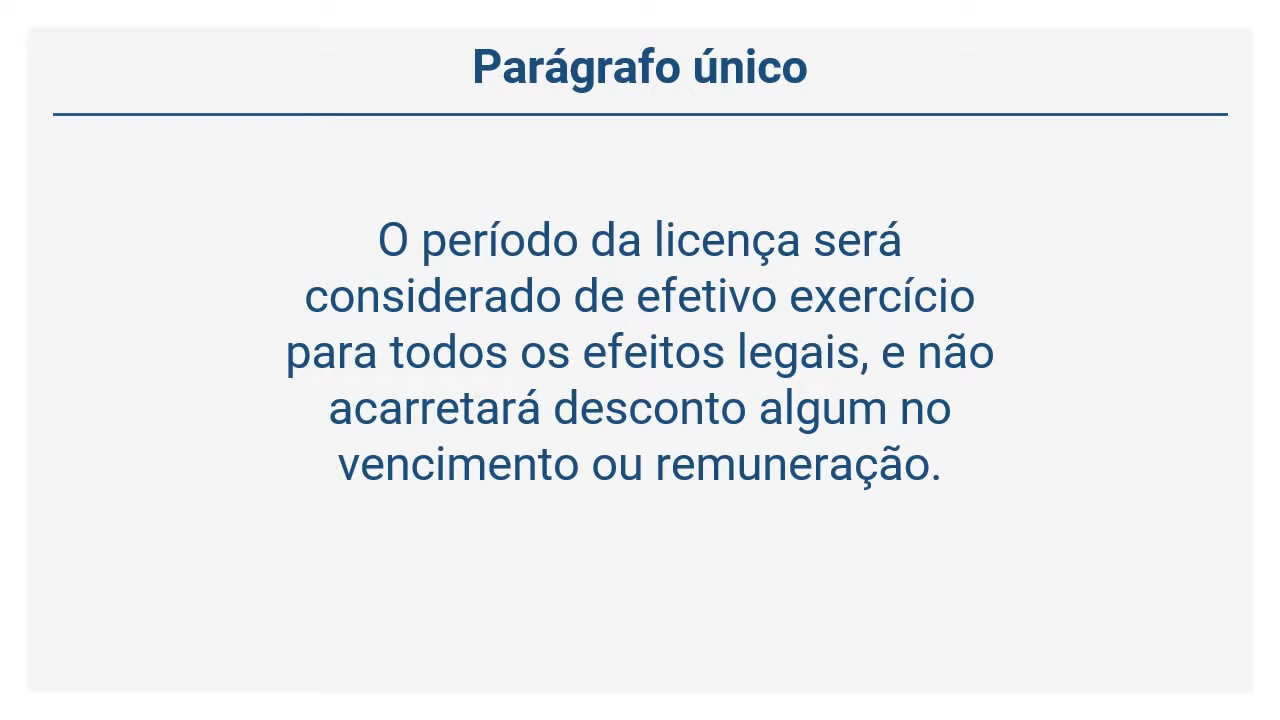 Parágrafo único
O período da licença será
considerado de efetivo exercício
para todos os efeitos legais, e não
acarretará desconto algum no
vencimento ou remuneração.